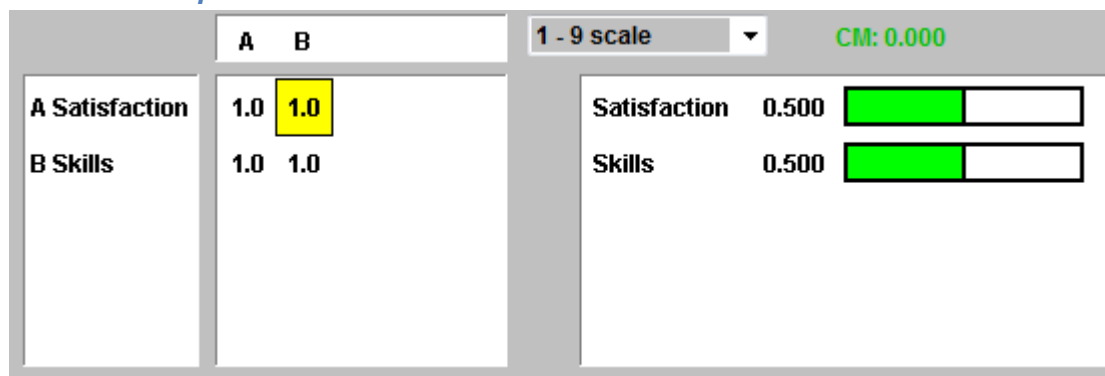 A B
1 - 9 scale
CM: 0.000
A Satisfaction 1.0 1.0
B Skills 1.0 1.0
Satisfaction 0.500
Skills 0.500